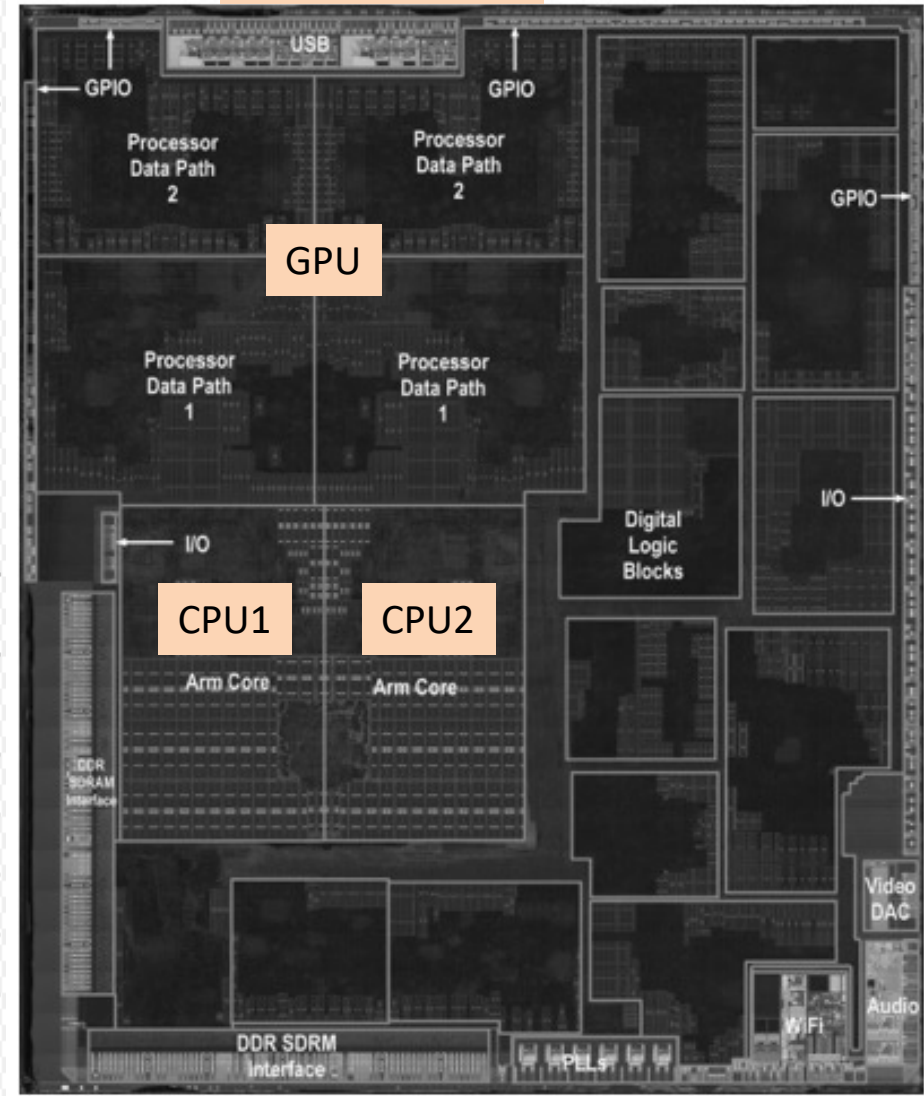 USB
GPIO
GPIO
Processor
Data Path
2
Processor
Data Path
2
GPIO
GPU
Processor
Data Path
1
Processor
Data Path
1
I/O
Digital
Logic
Blocks
I/O
CPU1
CPU2
Arm Core
Arm Core
DDR
SDRAM
Interface
Video
DAC
Audio
WiFi
DDR SDRM
Interface
PLLs